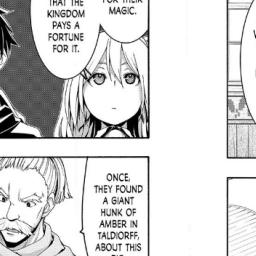 FOR THEIR
MAGIC.
THAT THE
KINGDOM
PAYS A
FORTUNE
FOR IT.
ONCE,
THEY FOUND
A GIANT
HUNK OF
AMBER IN
TALDIORFF,
ABOUT THIS